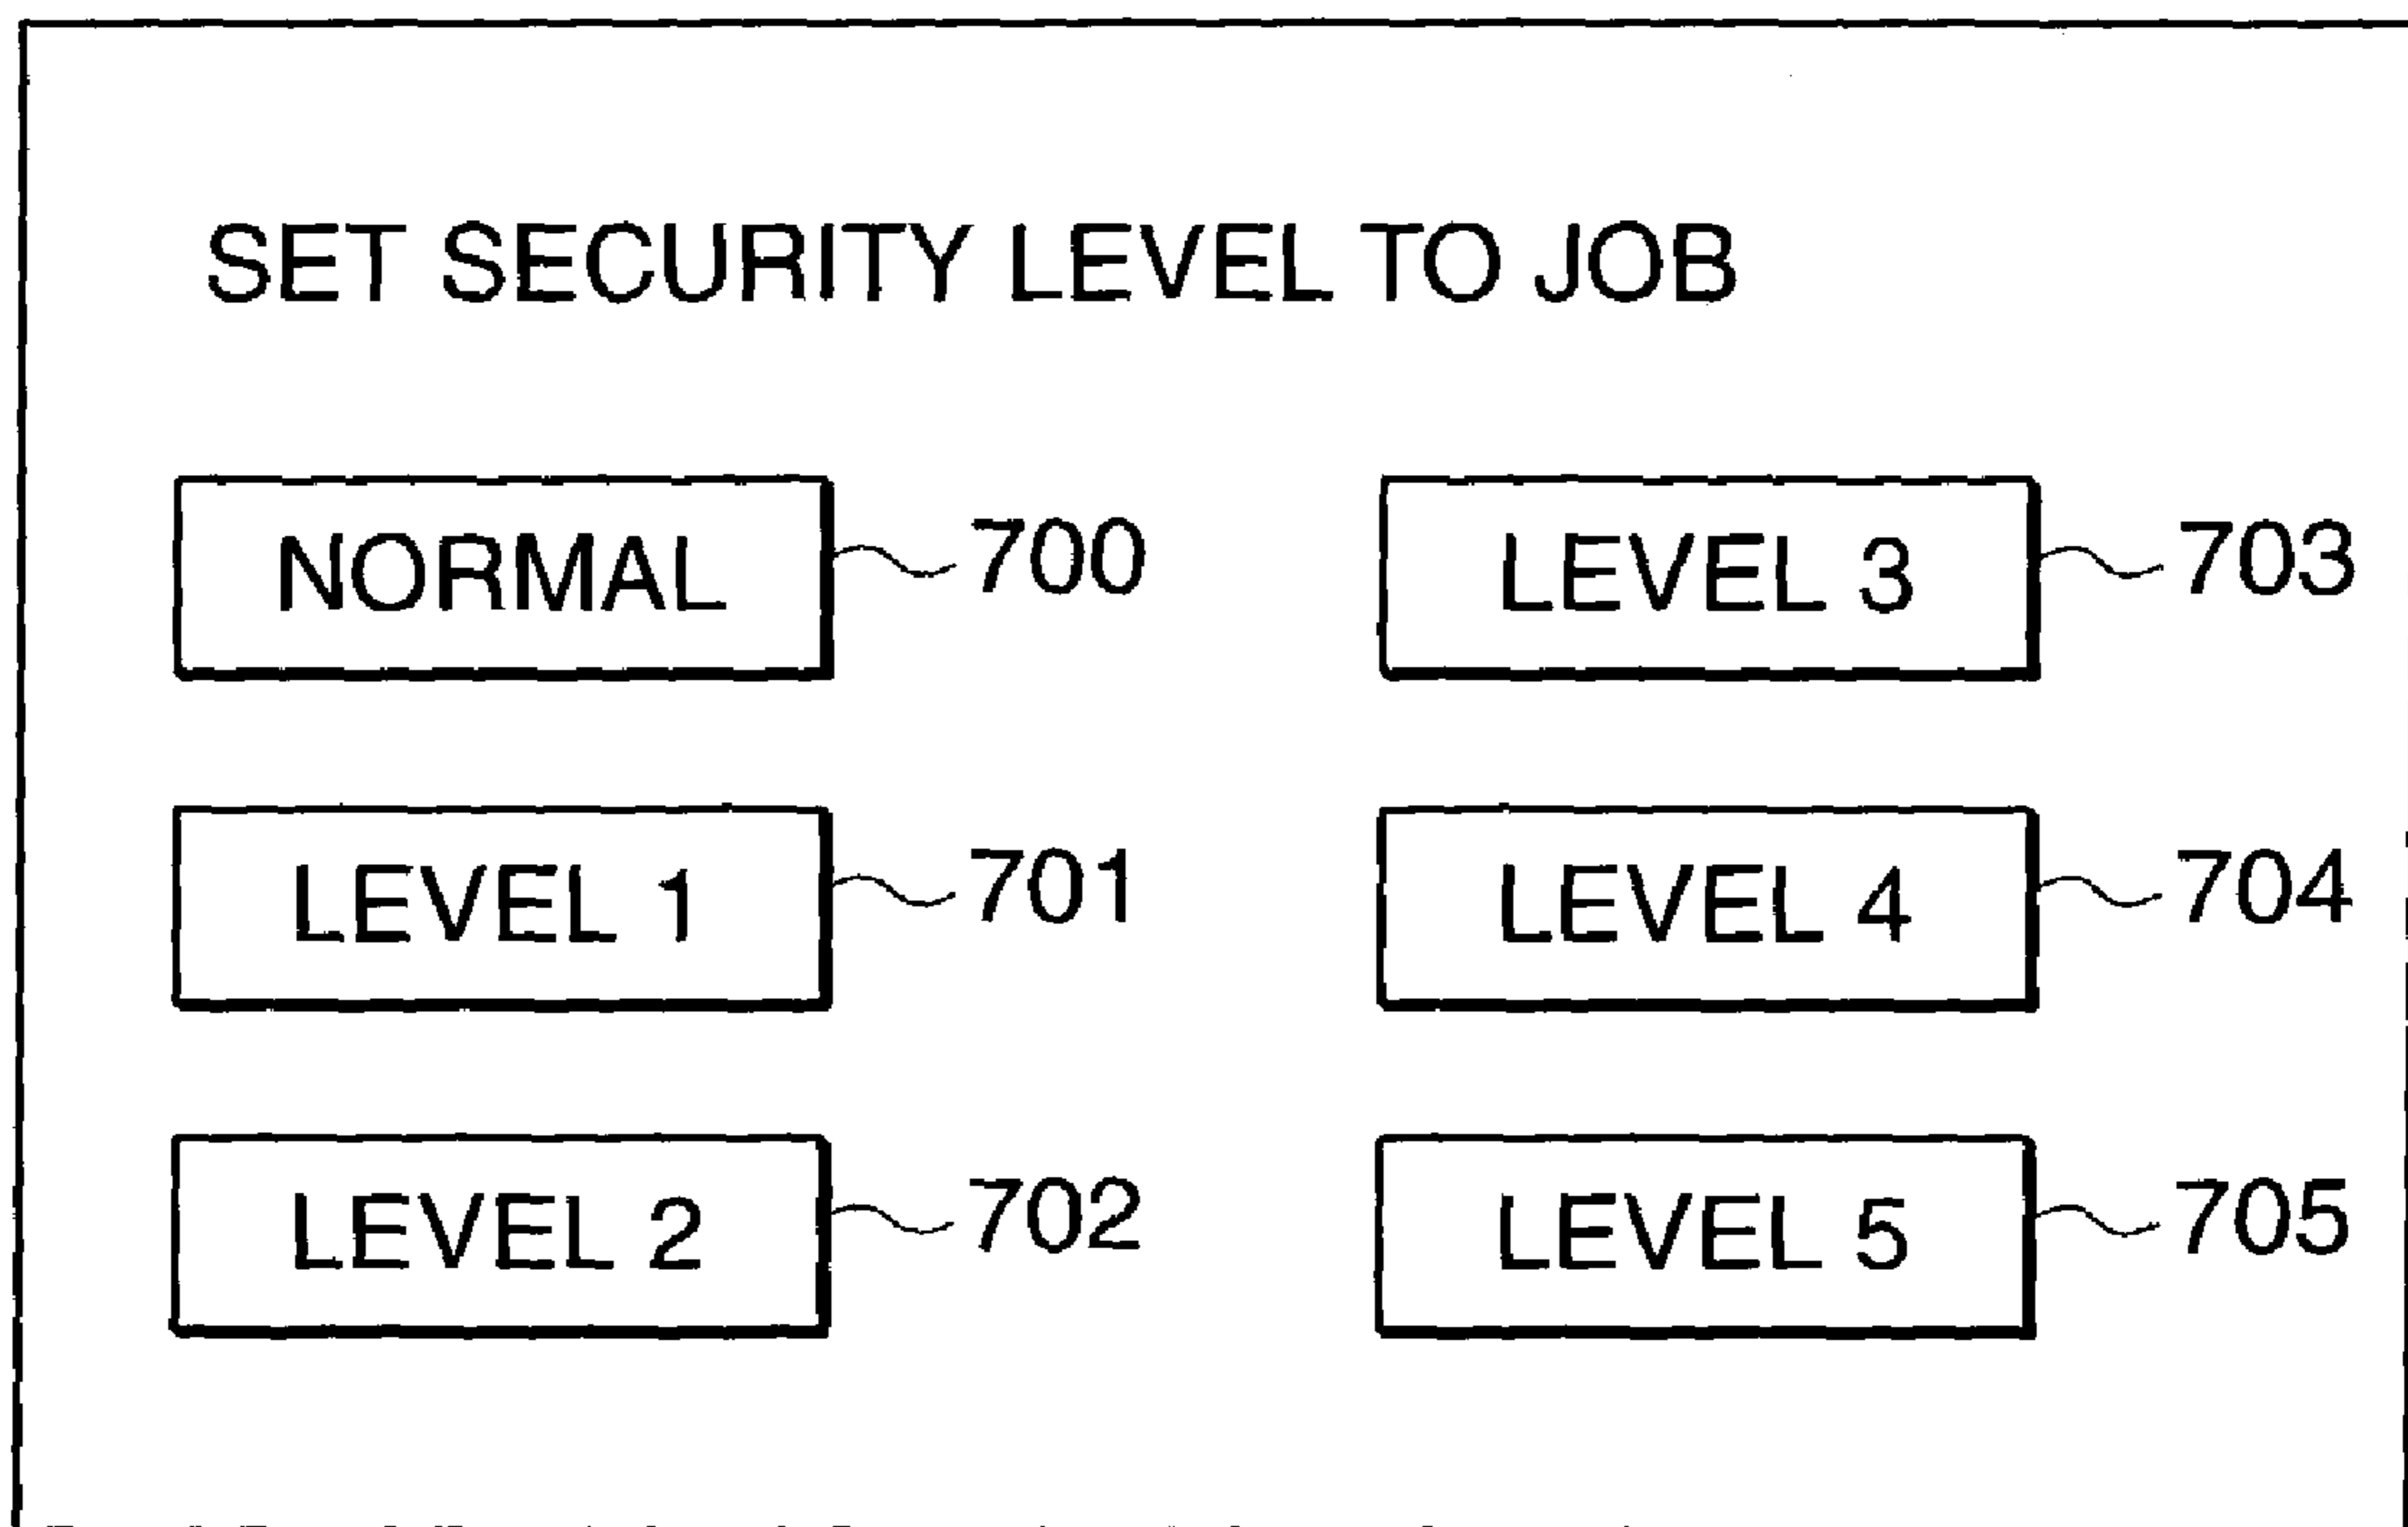 SET SECURITY LEVEL TO JOB
NORMAL 700
LEVEL 3 703
LEVEL 1 701
LEVEL 4 704
LEVEL 2 702
LEVEL 5 705